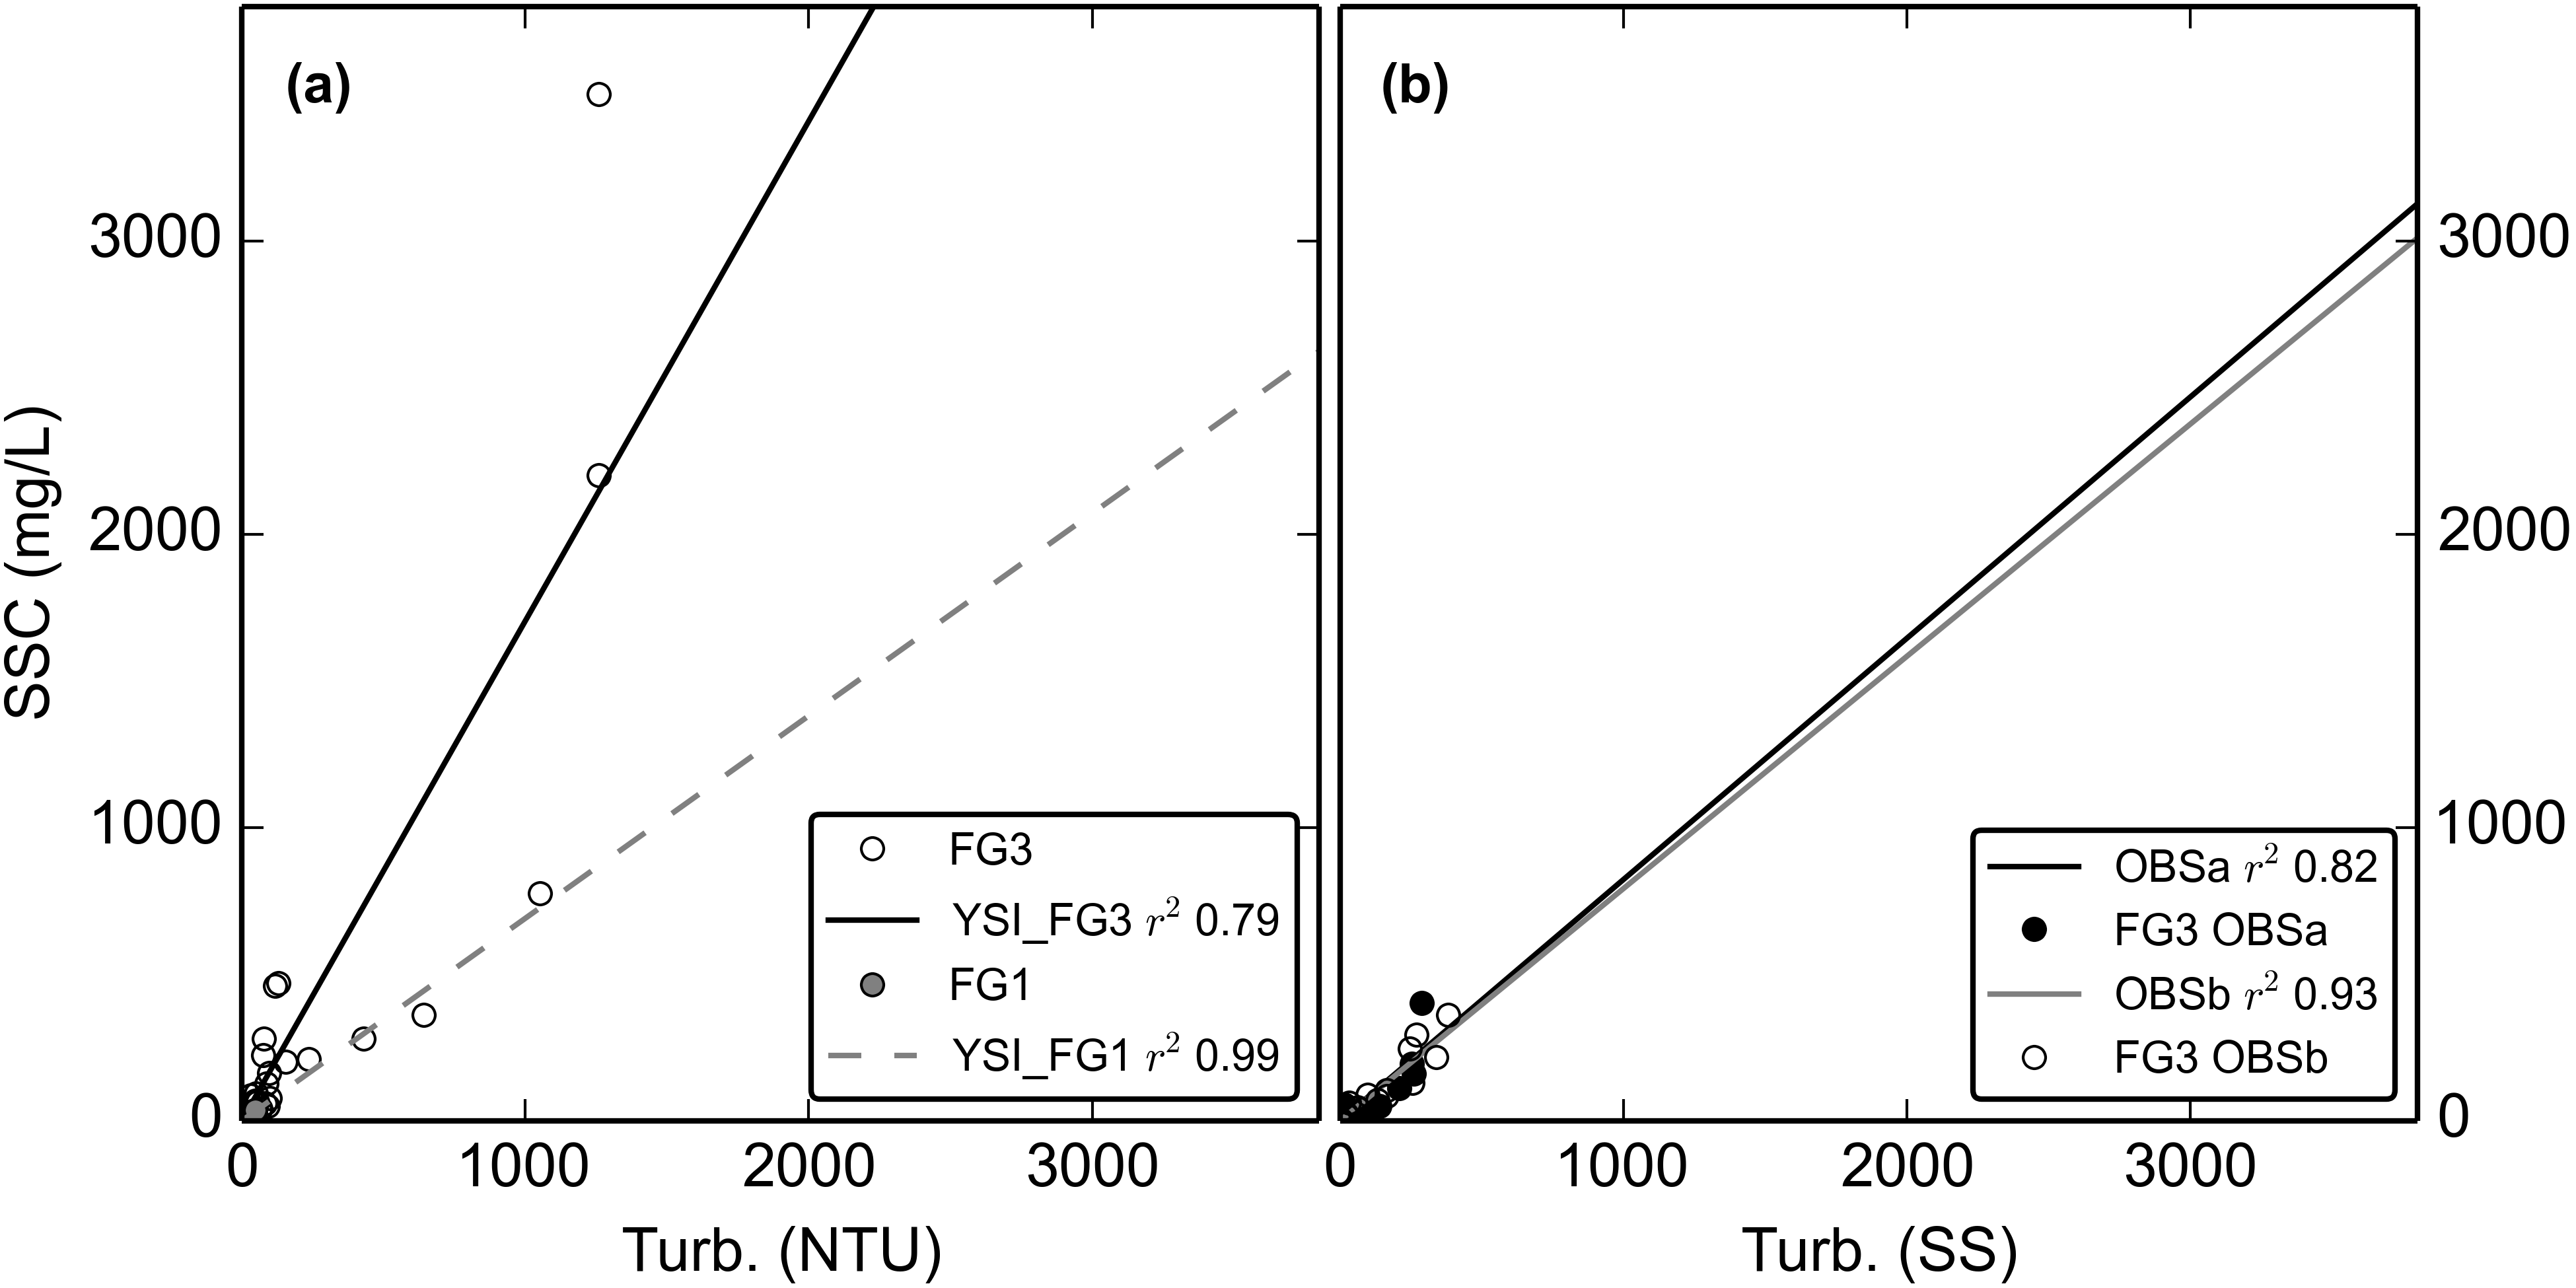 (a)
(b)
SSC (mg/L)
3000
2000
1000
0
0 1000 2000 3000
Turb. (NTU)
FG3
YSI_FG3 r² 0.79
FG1
YSI_FG1 r² 0.99
3000
2000
1000
0
0 1000 2000 3000
Turb. (SS)
OBSa r² 0.82
FG3 OBSa
OBSb r² 0.93
FG3 OBSb